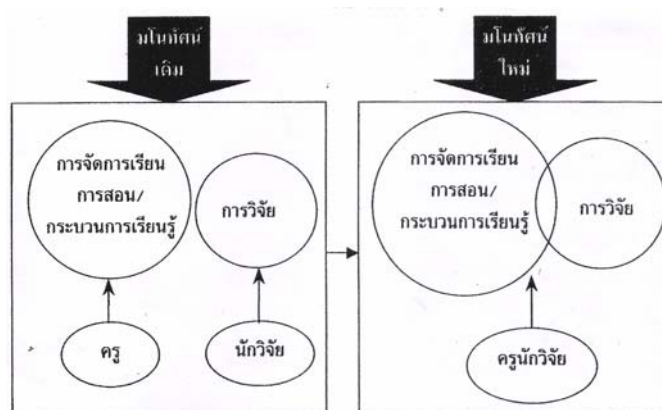 มโนทัศน์
เดิม
มโนทัศน์
ใหม่
การจัดการเรียน
การสอน/
กระบวนการเรียนรู้
การวิจัย
ครู
นักวิจัย
การจัดการเรียน
การสอน/
กระบวนการเรียนรู้
การวิจัย
ครูนักวิจัย